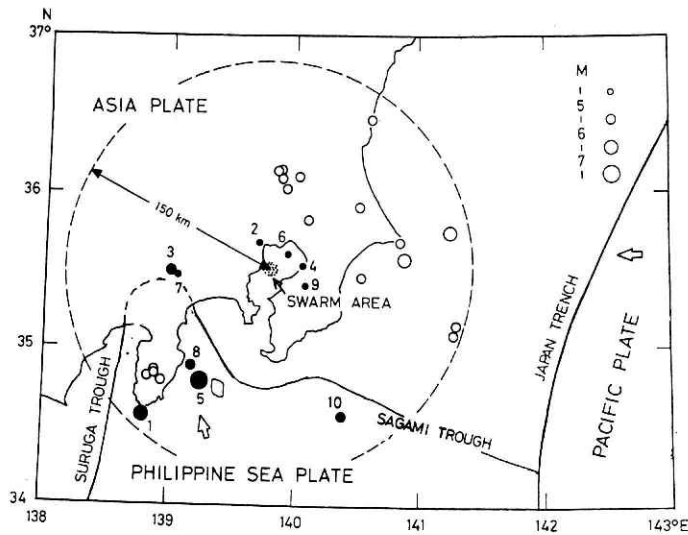 N
37°
ASIA PLATE
M
5
6
7
36
150 km
2
6
3
7
4
9
SWARM AREA
35
8
5
1
10
SURUGA TROUGH
SAGAMI TROUGH
JAPAN TRENCH
PACIFIC PLATE
PHILIPPINE SEA PLATE
34
138
139
140
141
142
143°E